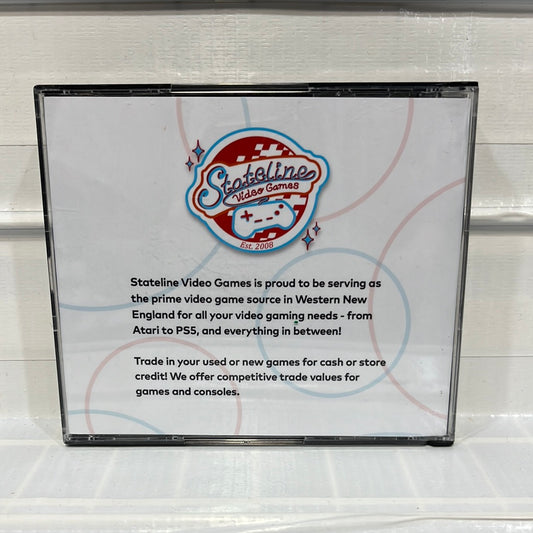 Stateline
Video Games
Est. 2008
Stateline Video Games is proud to be serving as
the prime video game source in Western New
England for all your video gaming needs - from
Atari to PS5, and everything in between!
Trade in your used or new games for cash or store
credit! We offer competitive trade values for
games and consoles.